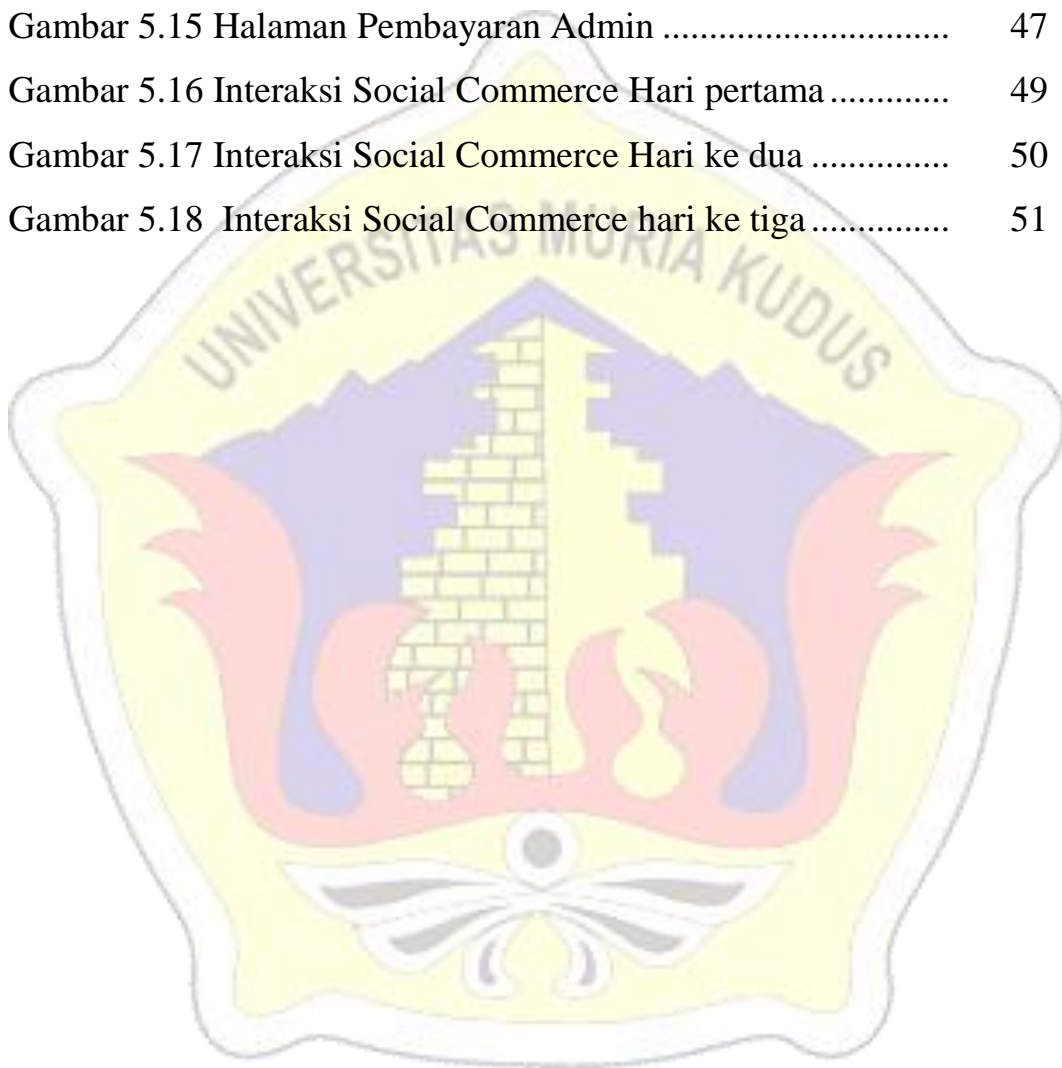 Gambar 5.15 Halaman Pembayaran Admin ............................ 47
Gambar 5.16 Interaksi Social Commerce Hari pertama ............. 49
Gambar 5.17 Interaksi Social Commerce Hari ke dua ............... 50
Gambar 5.18  Interaksi Social Commerce hari ke tiga ............... 51
UNIVERSITAS MURIA KUDUS